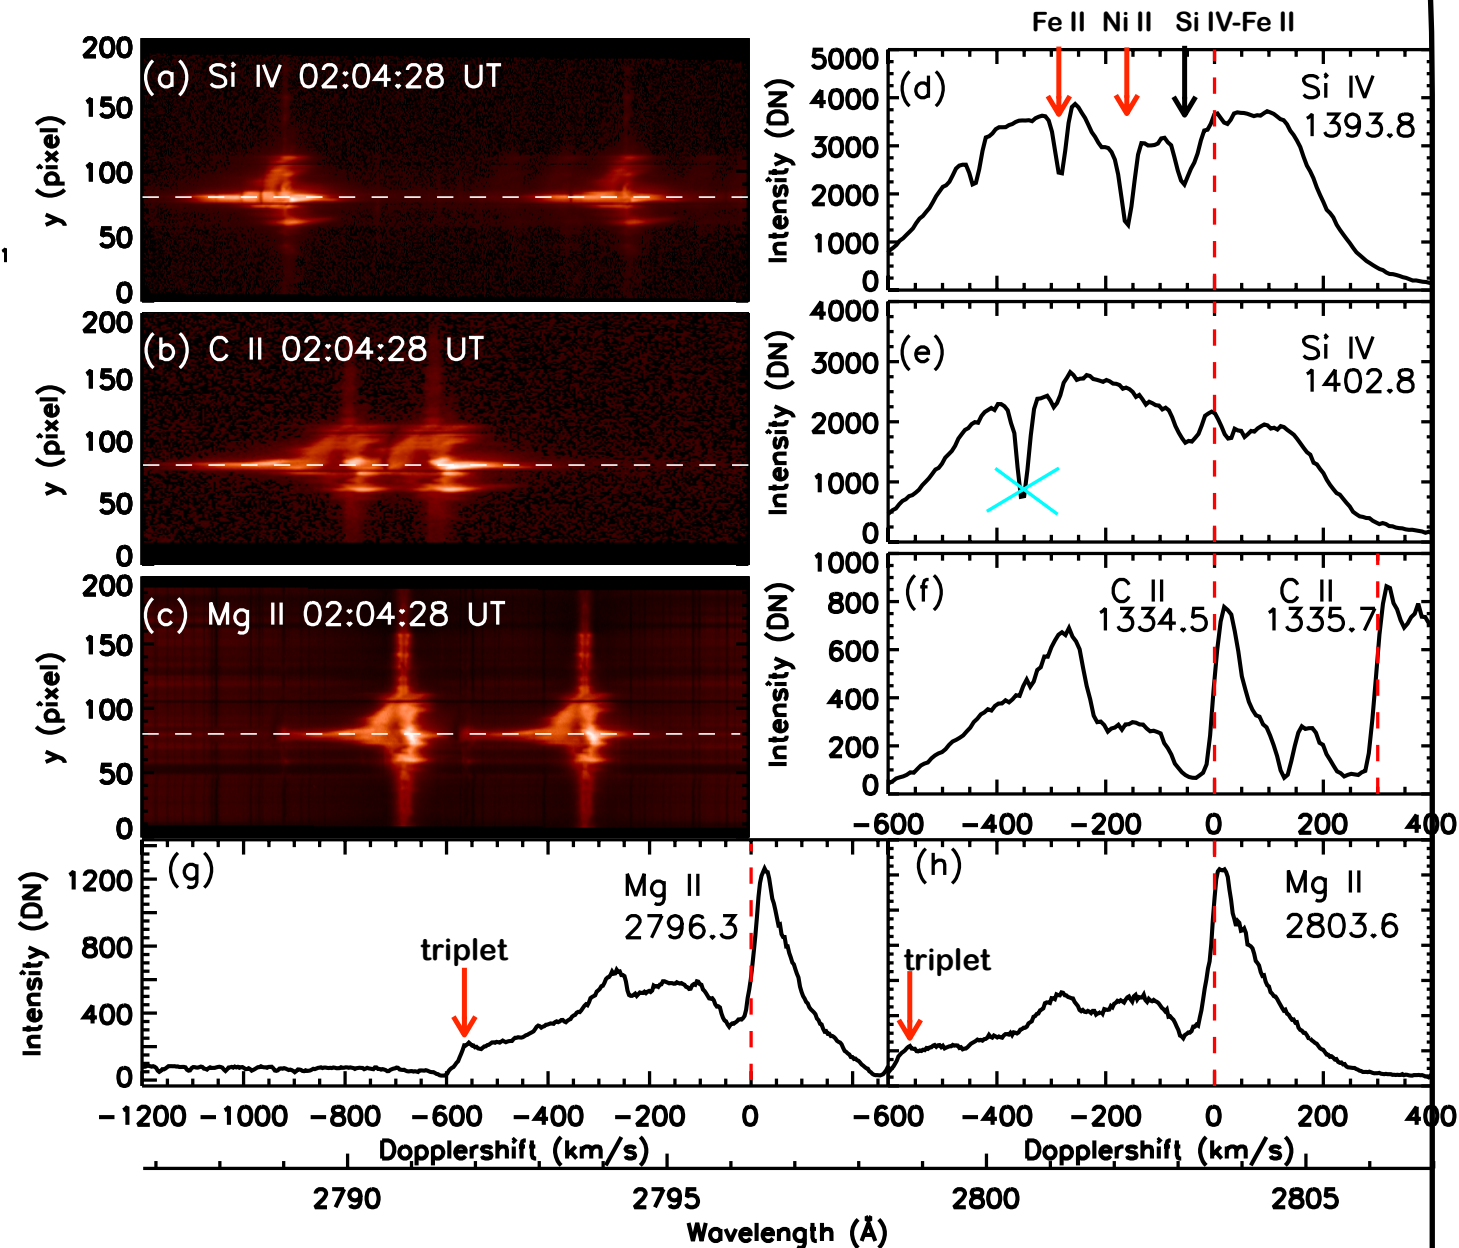 Fe II Ni II Si IV-Fe II
(a) Si IV 02:04:28 UT
200
150
100
50
0
y (pixel)
1
(b) C II 02:04:28 UT
200
150
100
50
0
y (pixel)
(c) Mg II 02:04:28 UT
200
150
100
50
0
y (pixel)
(d)
Si IV
1393.8
5000
4000
3000
2000
1000
0
Intensity (DN)
(e)
Si IV
1402.8
4000
3000
2000
1000
0
Intensity (DN)
(f)
C II
1334.5
C II
1335.7
1000
800
600
400
200
0
Intensity (DN)
-600 -400 -200 0 200 400
(g)
Mg II
2796.3
triplet
1200
800
400
0
Intensity (DN)
-1200 -1000 -800 -600 -400 -200 0
Dopplershift (km/s)
(h)
Mg II
2803.6
triplet
-600 -400 -200 0 200 400
Dopplershift (km/s)
2790 2795 2800 2805
Wavelength (Å)